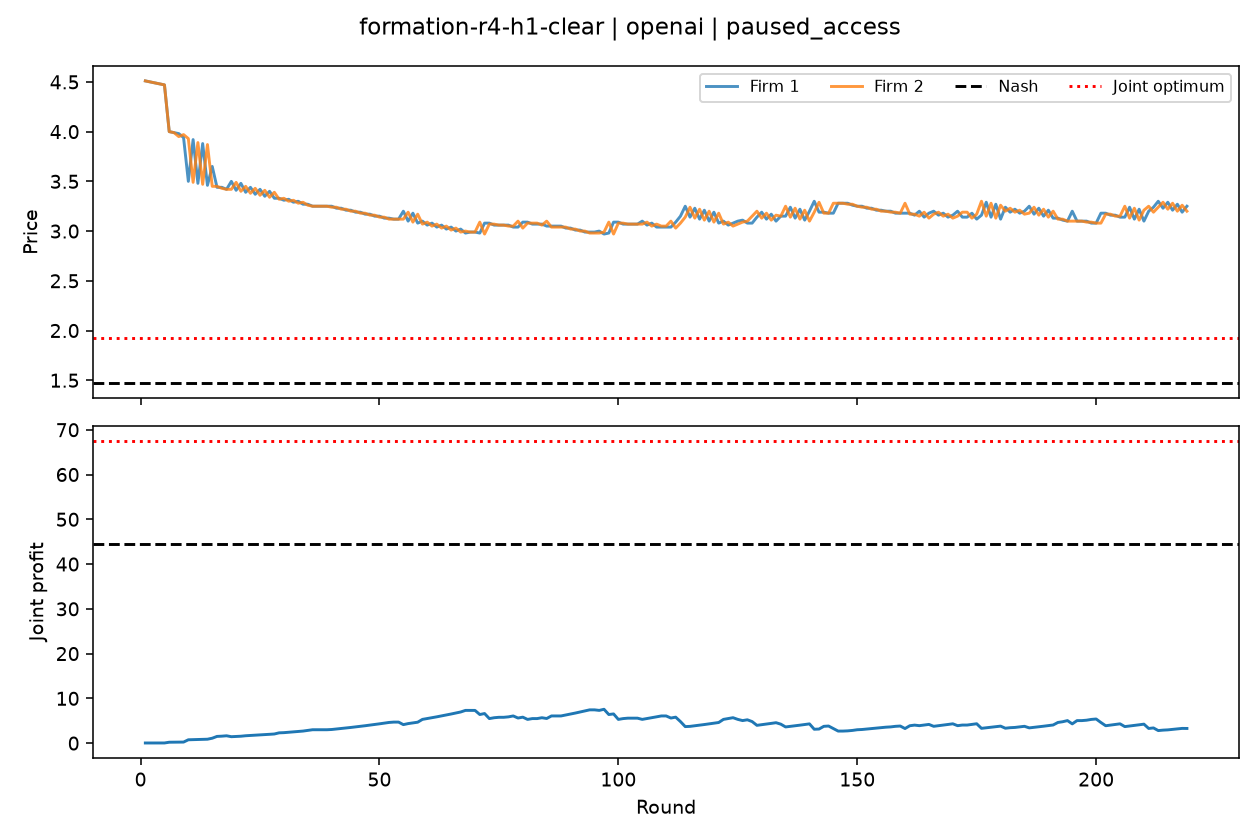 formation-r4-h1-clear | openai | paused_access
Firm 1 Firm 2 Nash Joint optimum
Price
4.5
4.0
3.5
3.0
2.5
2.0
1.5
Joint profit
70
60
50
40
30
20
10
0
0 50 100 150 200
Round